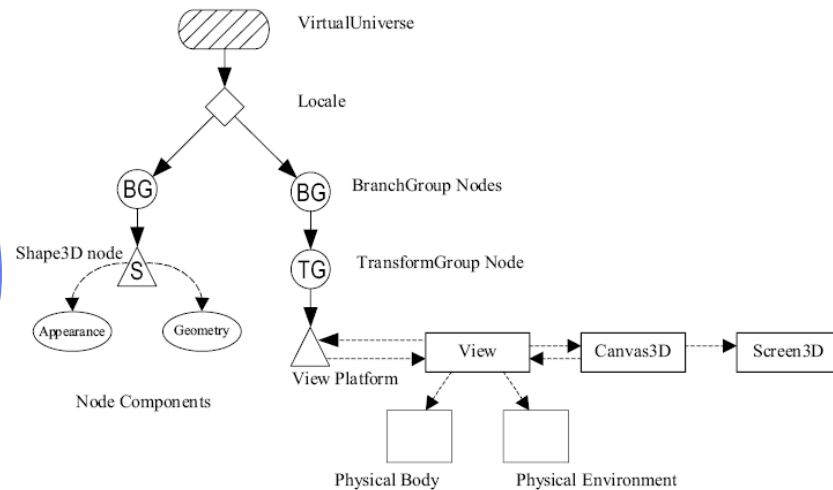 VirtualUniverse
Locale
BG
BG
BranchGroup Nodes
Shape3D node
S
TG
TransformGroup Node
Appearance
Geometry
View
Canvas3D
Screen3D
View Platform
Node Components
Physical Body
Physical Environment